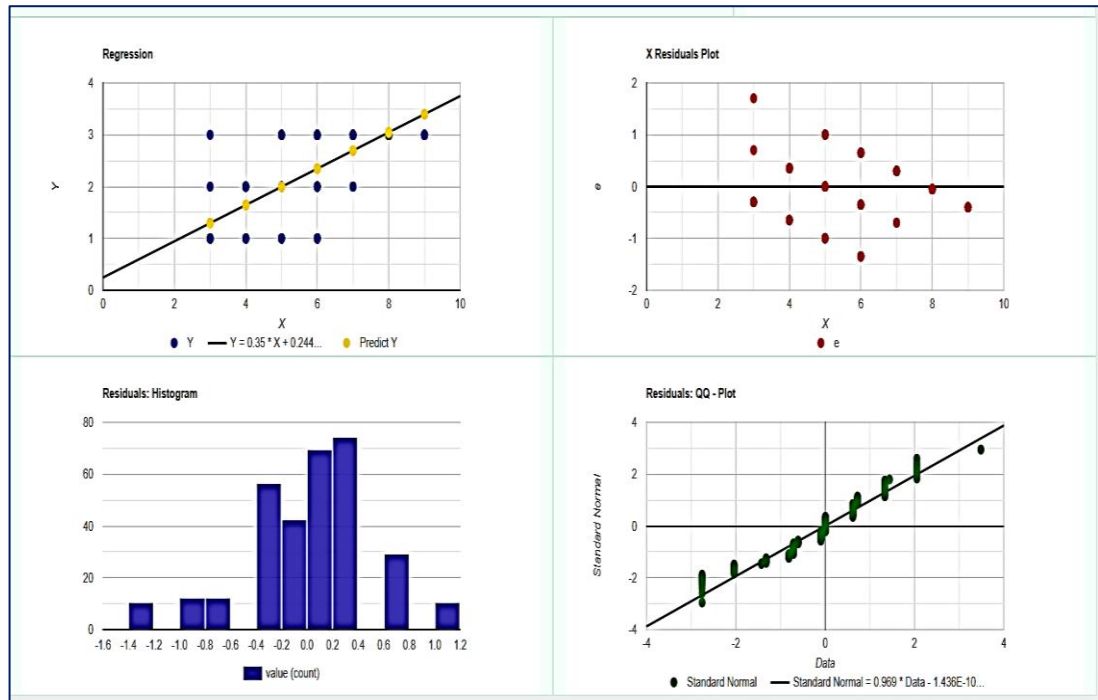 Regression
4
3
2
1
0
Y
0 2 4 6 8 10
X
Y Y = 0.35 * X + 0.244... Predict Y
X Residuals Plot
2
1
0
-1
-2
e
0 2 4 6 8 10
X
e
Residuals: Histogram
80
60
40
20
0
-1.6 -1.4 -1.2 -1.0 -0.8 -0.6 -0.4 -0.2 0.0 0.2 0.4 0.6 0.8 1.0 1.2
value (count)
Residuals: QQ - Plot
4
2
0
-2
-4
Standard Normal
-4 -2 0 2 4
Data
Standard Normal Standard Normal = 0.969 * Data - 1.436E-10...